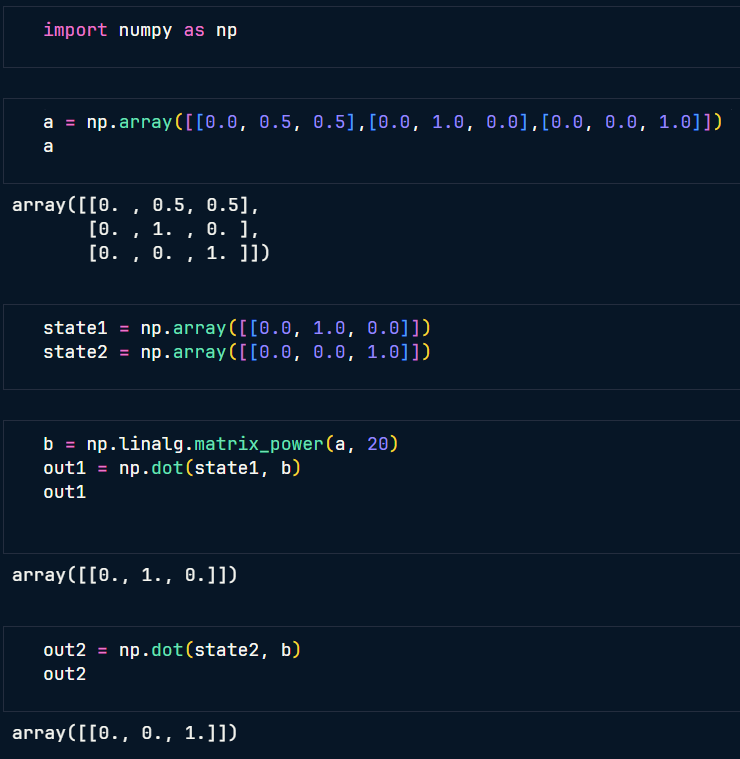 import numpy as np
a = np.array([[0.0, 0.5, 0.5],[0.0, 1.0, 0.0],[0.0, 0.0, 1.0]])
a
array([[0. , 0.5, 0.5],
       [0. , 1. , 0. ],
       [0. , 0. , 1. ]])
state1 = np.array([[0.0, 1.0, 0.0]])
state2 = np.array([[0.0, 0.0, 1.0]])
b = np.linalg.matrix_power(a, 20)
out1 = np.dot(state1, b)
out1
array([[0., 1., 0.]])
out2 = np.dot(state2, b)
out2
array([[0., 0., 1.]])